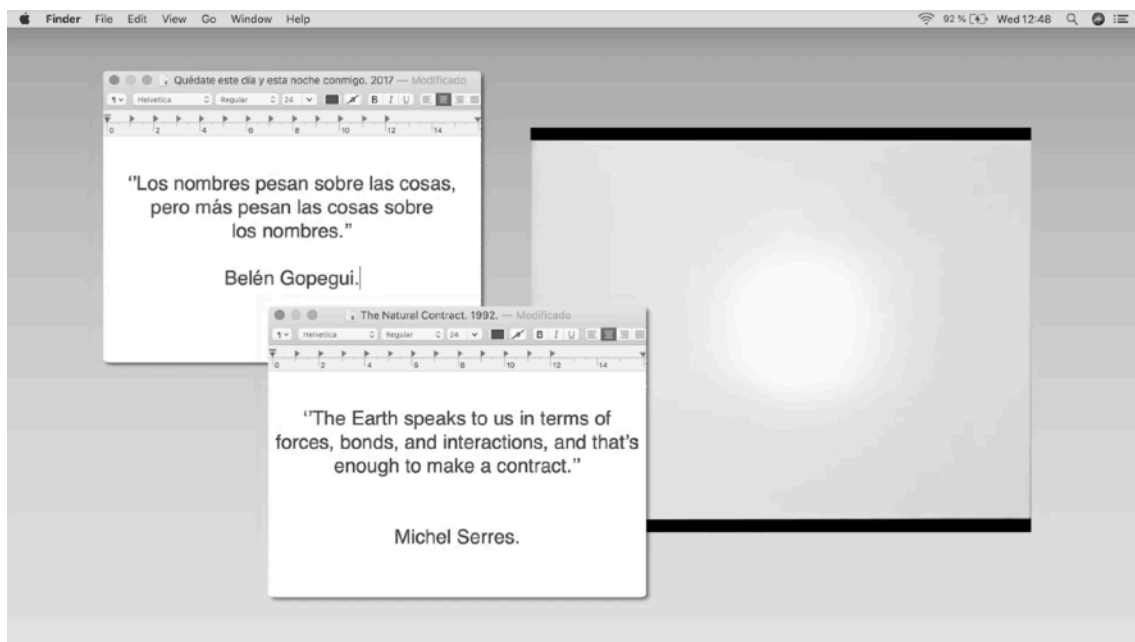 Finder File Edit View Go Window Help
92 % Wed 12:48
Quédate este día y esta noche conmigo. 2017 — Modificado
Helvetica Regular 24 B I U
0 2 4 6 8 10 12 14
‘'Los nombres pesan sobre las cosas,
pero más pesan las cosas sobre
los nombres.”
Belén Gopegui.
The Natural Contract. 1992. — Modificado
Helvetica Regular 24 B I U
0 2 4 6 8 10 12 14
‘'The Earth speaks to us in terms of
forces, bonds, and interactions, and that’s
enough to make a contract.”
Michel Serres.